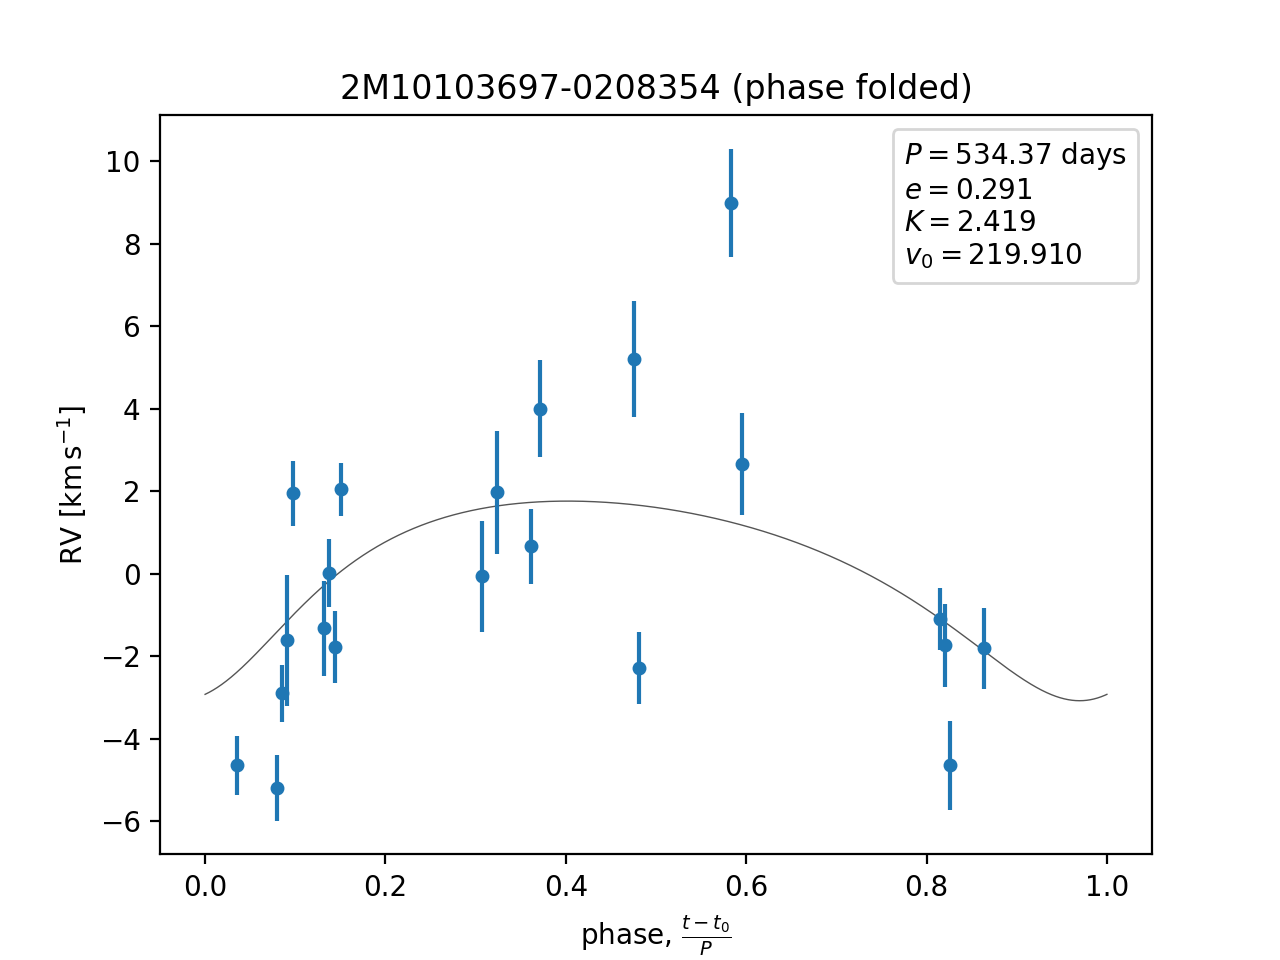 2M10103697-0208354 (phase folded)
P = 534.37 days
e = 0.291
K = 2.419
v₀ = 219.910
RV [km s⁻¹]
10
8
6
4
2
0
−2
−4
−6
0.0 0.2 0.4 0.6 0.8 1.0
phase, (t − t₀)/P